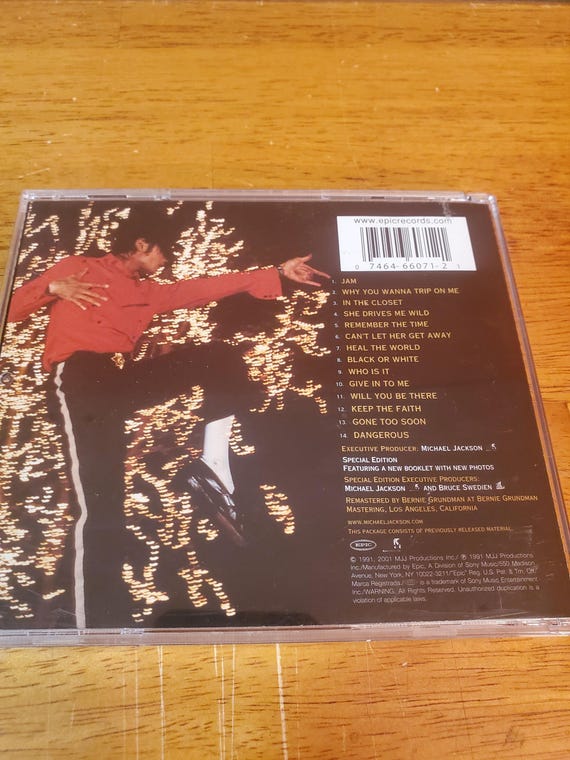 www.epicrecords.com
0 7464-66071-2 1
1. JAM
2. WHY YOU WANNA TRIP ON ME
3. IN THE CLOSET
4. SHE DRIVES ME WILD
5. REMEMBER THE TIME
6. CAN'T LET HER GET AWAY
7. HEAL THE WORLD
8. BLACK OR WHITE
9. WHO IS IT
10. GIVE IN TO ME
11. WILL YOU BE THERE
12. KEEP THE FAITH
13. GONE TOO SOON
14. DANGEROUS
EXECUTIVE PRODUCER: MICHAEL JACKSON
SPECIAL EDITION
FEATURING A NEW BOOKLET WITH NEW PHOTOS
SPECIAL EDITION EXECUTIVE PRODUCERS:
MICHAEL JACKSON AND BRUCE SWEDIEN
REMASTERED BY BERNIE GRUNDMAN AT BERNIE GRUNDMAN
MASTERING, LOS ANGELES, CALIFORNIA
WWW.MICHAELJACKSON.COM
THIS PACKAGE CONSISTS OF PREVIOUSLY RELEASED MATERIAL.
EPIC
© 1991, 2001 MJJ Productions Inc./ ℗ 1991 MJJ Productions
Inc./Manufactured by Epic, A Division of Sony Music/550 Madison
Avenue, New York, NY 10022-3211/"Epic" Reg. U.S. Pat. & Tm. Off.
Marca Registrada./ is a trademark of Sony Music Entertainment
Inc./WARNING: All Rights Reserved. Unauthorized duplication is a
violation of applicable laws.